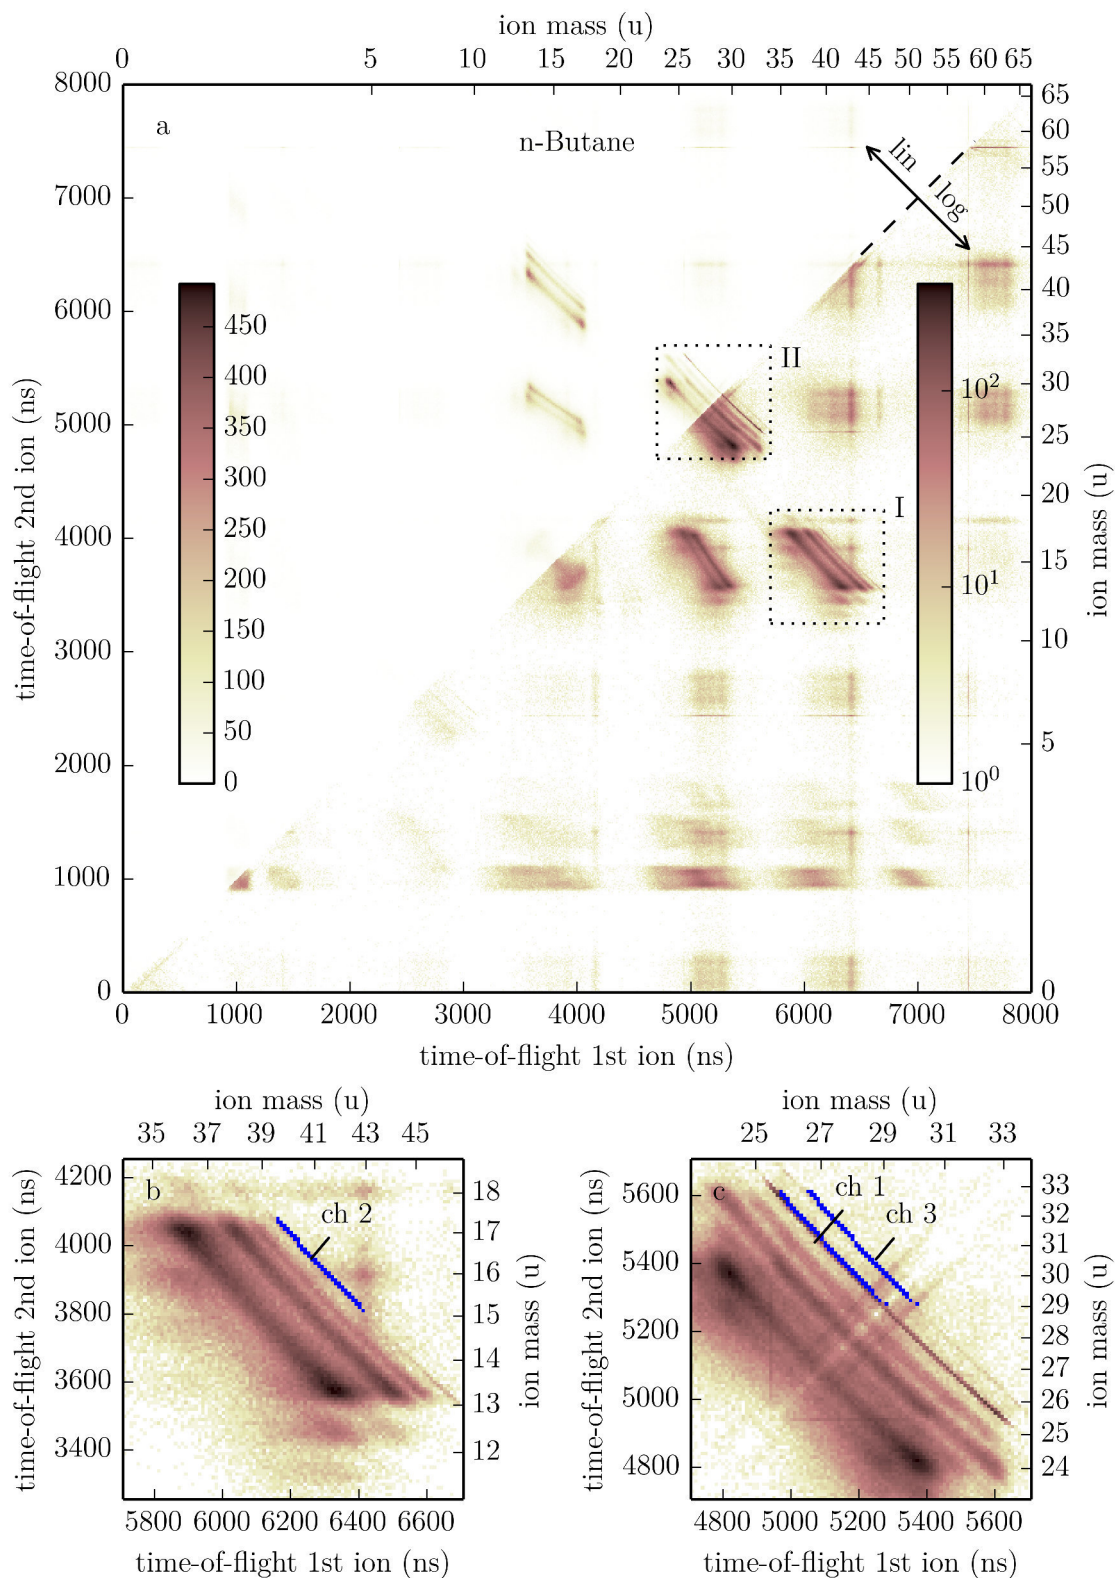 ion mass (u)
0 5 10 15 20 25 30 35 40 45 50 55 60 65
8000
7000
6000
5000
4000
3000
2000
1000
0
time-of-flight 2nd ion (ns)
a
n-Butane
lin
log
II
I
450
400
350
300
250
200
150
100
50
0
10²
10¹
10⁰
65
60
55
50
45
40
35
30
25
20
15
10
5
0
ion mass (u)
0 1000 2000 3000 4000 5000 6000 7000 8000
time-of-flight 1st ion (ns)
ion mass (u)
35 37 39 41 43 45
4200
4000
3800
3600
3400
time-of-flight 2nd ion (ns)
b
ch 2
18
17
16
15
14
13
12
ion mass (u)
5800 6000 6200 6400 6600
time-of-flight 1st ion (ns)
ion mass (u)
25 27 29 31 33
5600
5400
5200
5000
4800
time-of-flight 2nd ion (ns)
c
ch 1
ch 3
33
32
31
30
29
28
27
26
25
24
ion mass (u)
4800 5000 5200 5400 5600
time-of-flight 1st ion (ns)